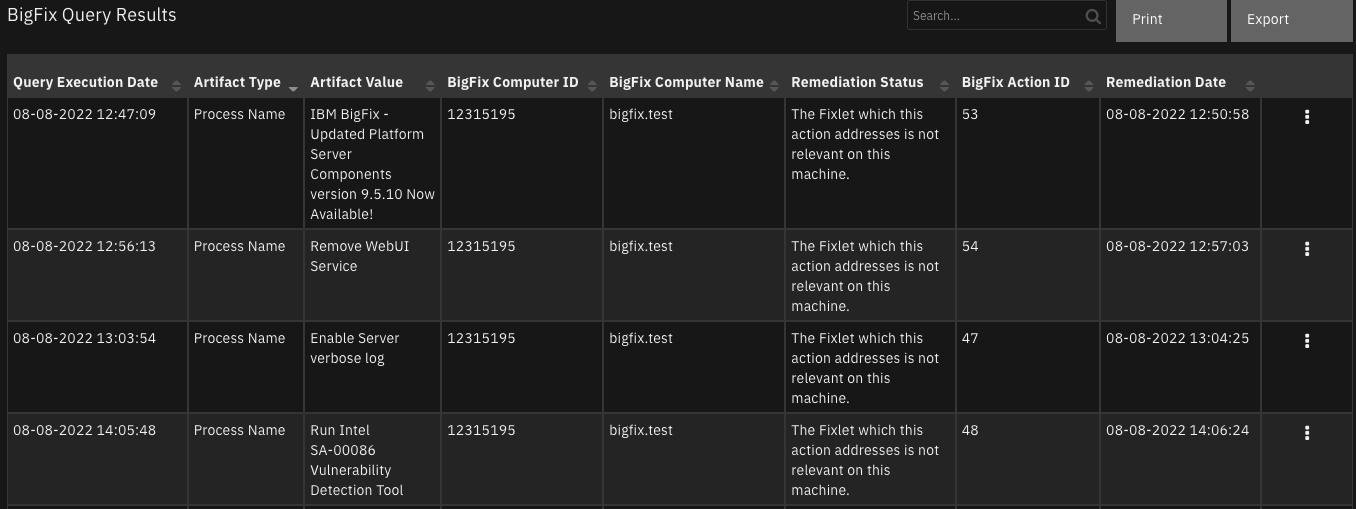 BigFix Query Results
Search...
Print
Export
Query Execution Date Artifact Type Artifact Value BigFix Computer ID BigFix Computer Name Remediation Status BigFix Action ID Remediation Date
08-08-2022 12:47:09 Process Name IBM BigFix - 12315195 bigfix.test The Fixlet which this 53 08-08-2022 12:50:58
Updated Platform action addresses is not
Server relevant on this
Components machine.
version 9.5.10 Now
Available!
08-08-2022 12:56:13 Process Name Remove WebUI 12315195 bigfix.test The Fixlet which this 54 08-08-2022 12:57:03
Service action addresses is not
relevant on this
machine.
08-08-2022 13:03:54 Process Name Enable Server 12315195 bigfix.test The Fixlet which this 47 08-08-2022 13:04:25
verbose log action addresses is not
relevant on this
machine.
08-08-2022 14:05:48 Process Name Run Intel 12315195 bigfix.test The Fixlet which this 48 08-08-2022 14:06:24
SA-00086 action addresses is not
Vulnerability relevant on this
Detection Tool machine.